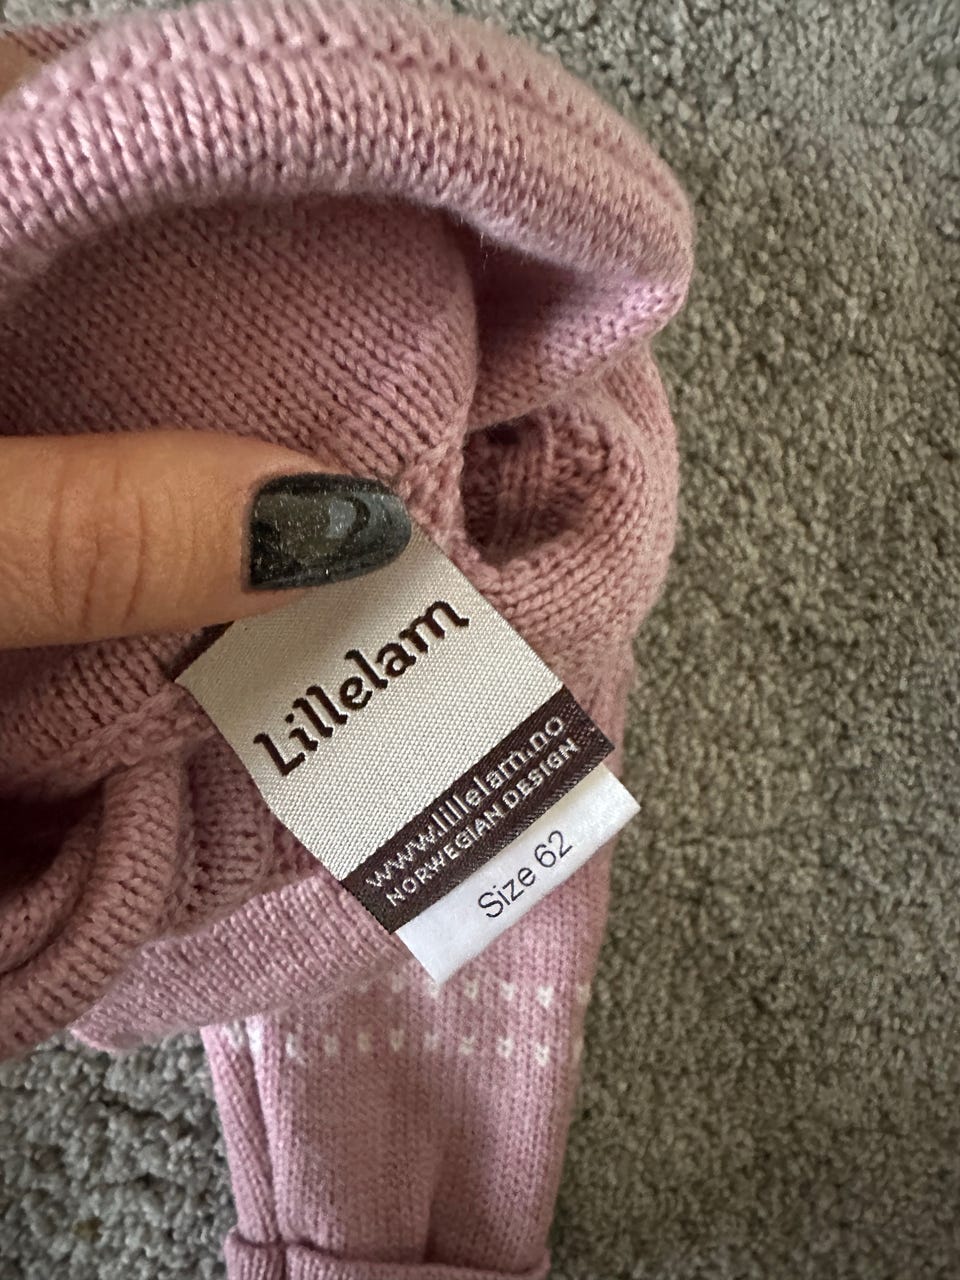 Lillelam
www.lillelam.no
NORWEGIAN DESIGN
Size 62